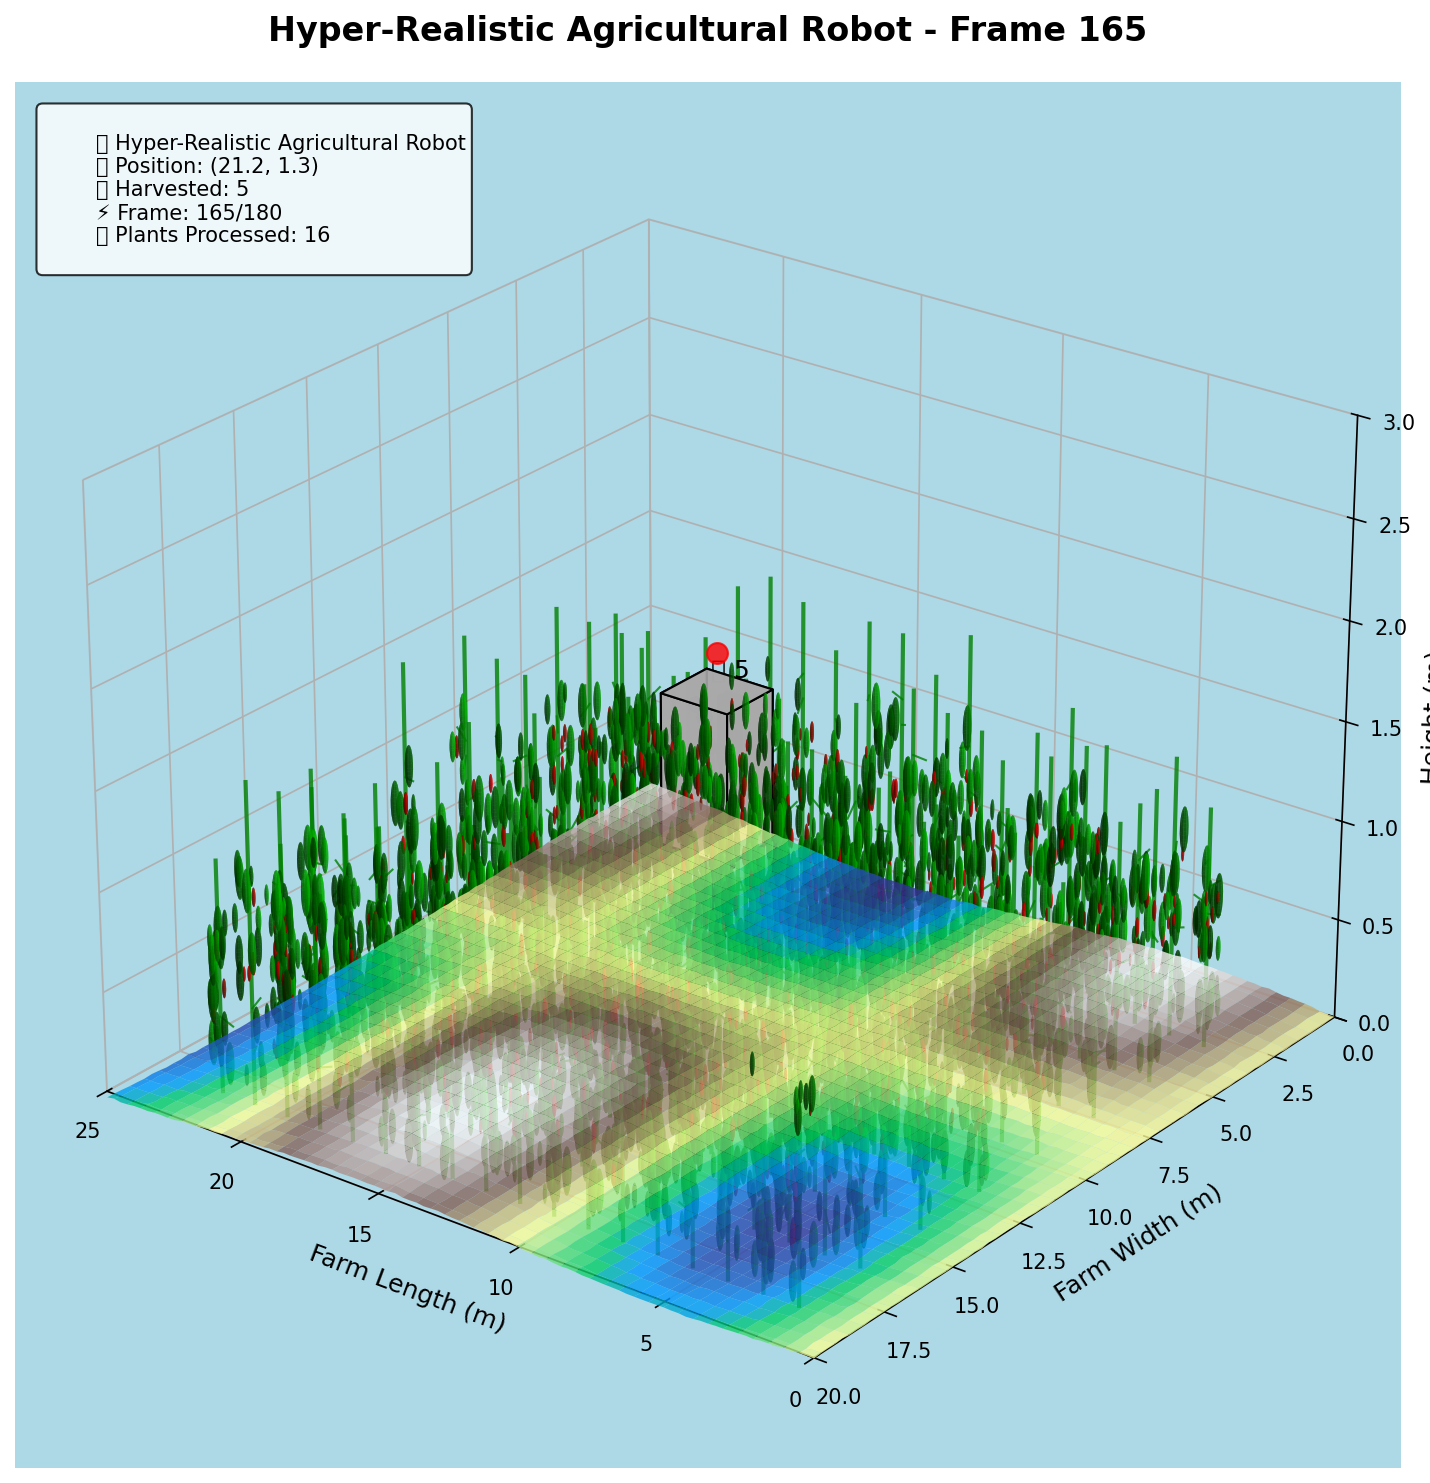 Hyper-Realistic Agricultural Robot - Frame 165
Hyper-Realistic Agricultural Robot
Position: (21.2, 1.3)
Harvested: 5
⚡ Frame: 165/180
Plants Processed: 16
5
3.0
2.5
2.0
1.5
1.0
0.5
0.0
Height (m)
0.0
2.5
5.0
7.5
10.0
12.5
15.0
17.5
20.0
Farm Width (m)
25
20
15
10
5
0
Farm Length (m)